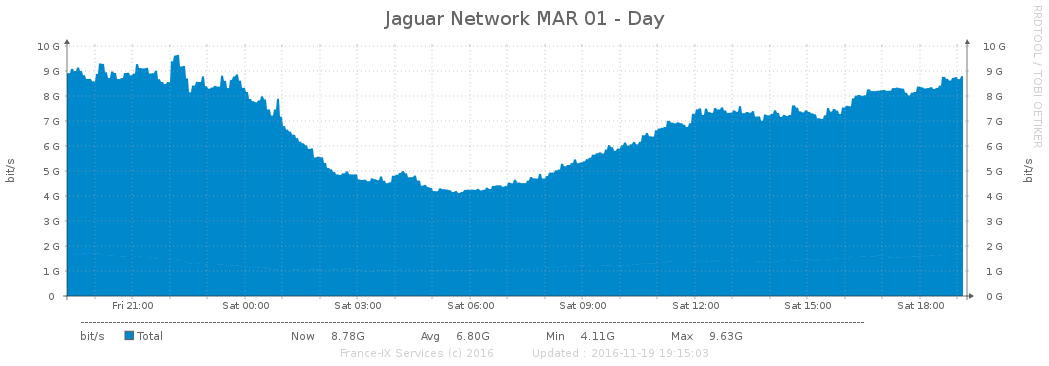 Jaguar Network MAR 01 - Day
RRDTOOL / TOBI OETIKER
10 G 10 G
9 G 9 G
8 G 8 G
7 G 7 G
6 G 6 G
5 G 5 G
4 G 4 G
3 G 3 G
2 G 2 G
1 G 1 G
0 0 G
bit/s bit/s
Fri 21:00 Sat 00:00 Sat 03:00 Sat 06:00 Sat 09:00 Sat 12:00 Sat 15:00 Sat 18:00
bit/s Total Now 8.78G Avg 6.80G Min 4.11G Max 9.63G
France-IX Services (c) 2016 Updated : 2016-11-19 19:15:03